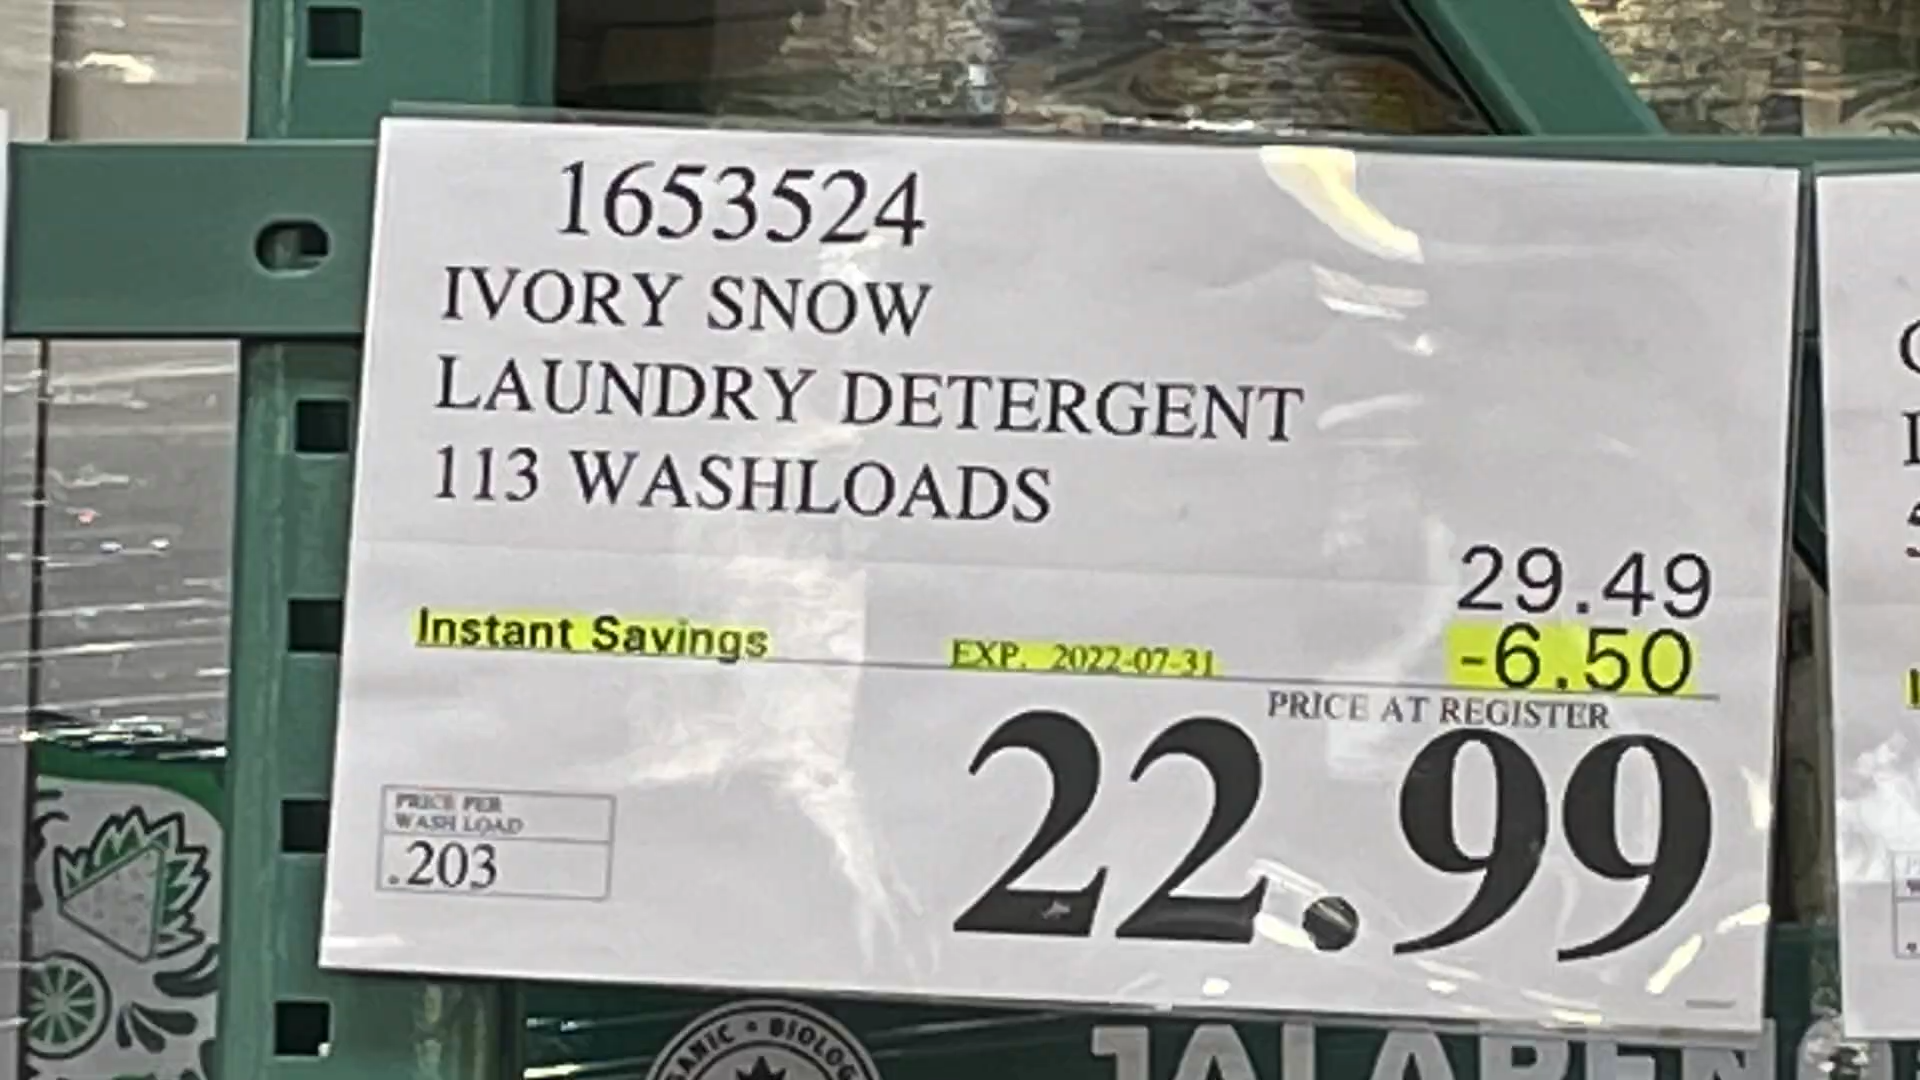 1653524
IVORY SNOW
LAUNDRY DETERGENT
113 WASHLOADS
29.49
Instant Savings EXP. 2022-07-31 -6.50
PRICE AT REGISTER
22.99
PRICE PER
WASH LOAD
.203